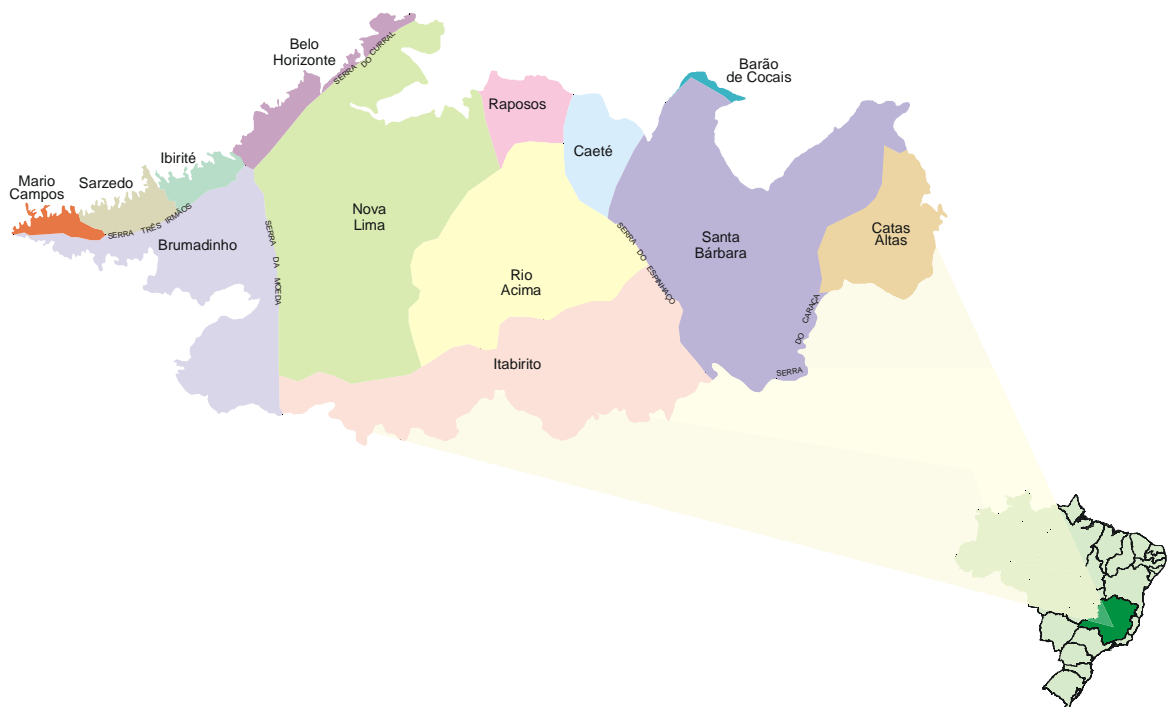 Belo
Horizonte
SERRA DO CURRAL
Barão
de Cocais
Raposos
Caeté
Ibirité
Mario
Campos
Sarzedo
SERRA TRÊS IRMÃOS
Brumadinho
SERRA DA MOEDA
Nova
Lima
Rio
Acima
SERRA DO ESPINHAÇO
Santa
Bárbara
Catas
Altas
SERRA DO CARAÇA
Itabirito